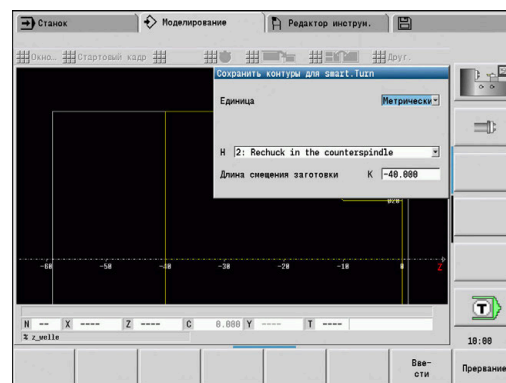 Станок
Моделирование
Редактор инструм.
Окно..
Стартовый кадр
Друг.
Сохранить контуры для smart.Turn
Единица
Метрически
H
2: Rechuck in the counterspindle
Длина смещения заготовки
K
-40.000
-60
-50
-40
-30
-20
-10
0
Z
N -- X ---- Z ---- C 0.000 Y ---- T ----
% z_welle
10:00
Вве-
сти
Прерывание